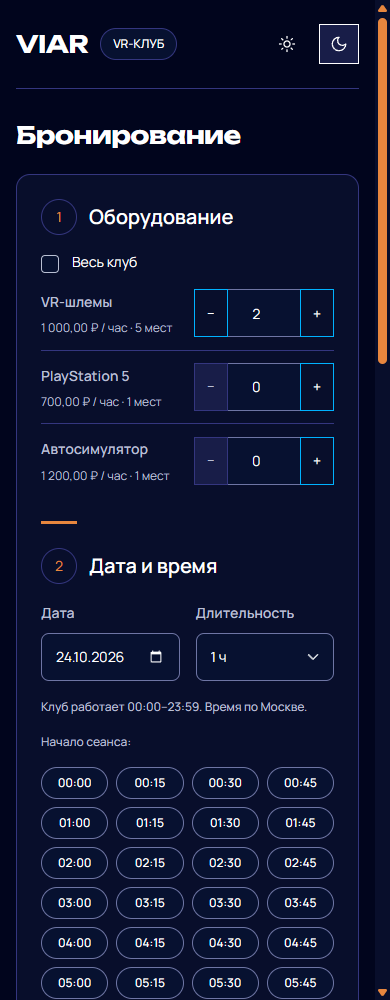 VIAR VR-КЛУБ
Бронирование
1 Оборудование
Весь клуб
VR-шлемы
1 000,00 ₽ / час · 5 мест
− 2 +
PlayStation 5
700,00 ₽ / час · 1 мест
− 0 +
Автосимулятор
1 200,00 ₽ / час · 1 мест
− 0 +
2 Дата и время
Дата Длительность
24.10.2026 1 ч
Клуб работает 00:00–23:59. Время по Москве.
Начало сеанса:
00:00 00:15 00:30 00:45
01:00 01:15 01:30 01:45
02:00 02:15 02:30 02:45
03:00 03:15 03:30 03:45
04:00 04:15 04:30 04:45
05:00 05:15 05:30 05:45